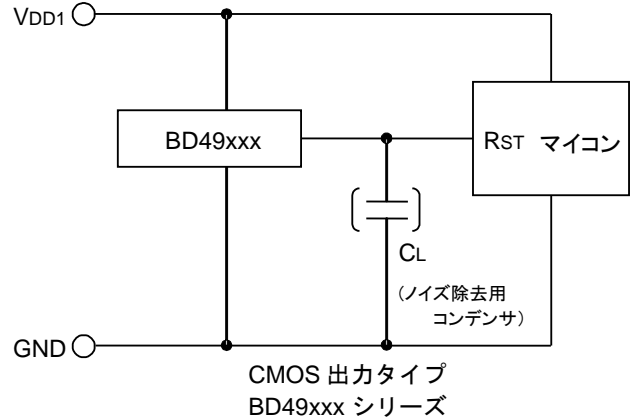 VDD1
BD49xxx
RST マイコン
CL
(ノイズ除去用
コンデンサ)
GND
CMOS 出力タイプ
BD49xxx シリーズ